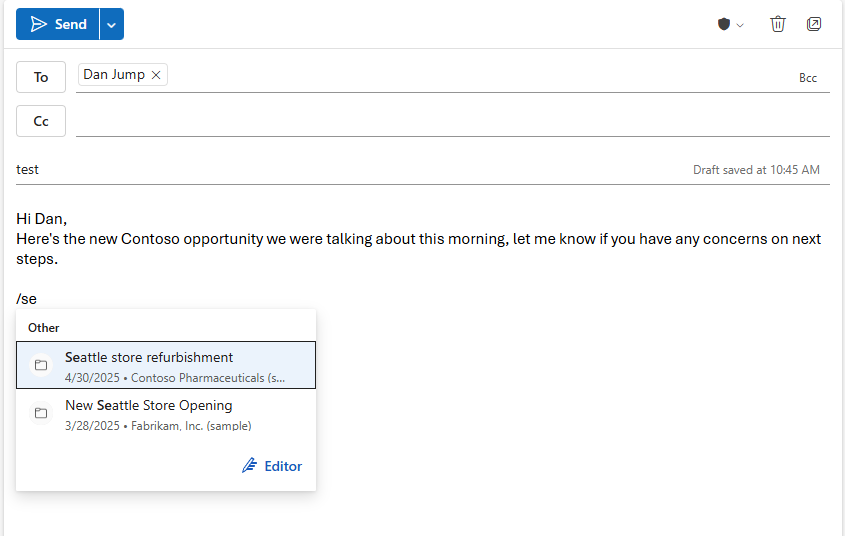 Send
To
Dan Jump
Bcc
Cc
test
Draft saved at 10:45 AM
Hi Dan,
Here's the new Contoso opportunity we were talking about this morning, let me know if you have any concerns on next
steps.
/se
Other
Seattle store refurbishment
4/30/2025 • Contoso Pharmaceuticals (s...
New Seattle Store Opening
3/28/2025 • Fabrikam, Inc. (sample)
Editor